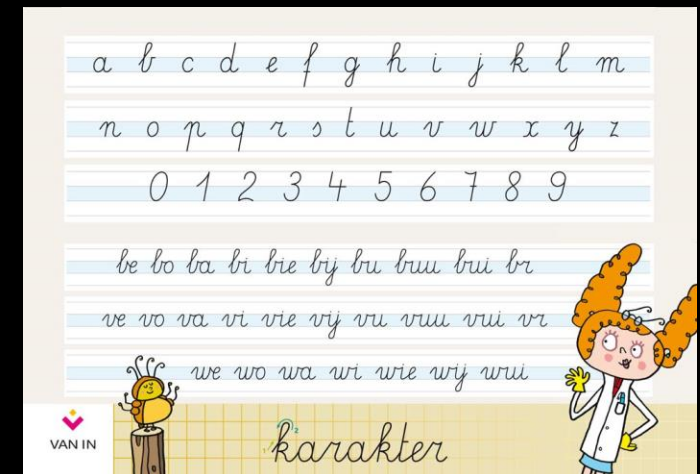 a b c d e f g h i j k l m
n o p q r s t u v w x y z
0 1 2 3 4 5 6 7 8 9
be bo ba bi bie bij bu buu bui br
ve vo va vi vie vij vu vuu vui vr
we wo wa wi wie wij wui
VAN IN
karakter